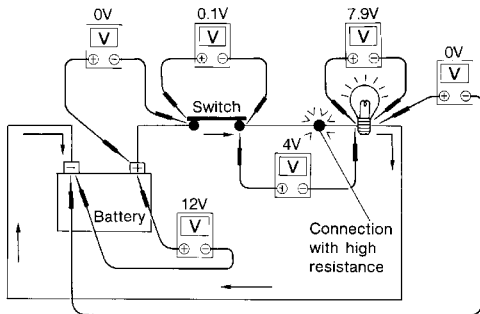 0V
V
⊕ ⊖
0.1V
V
⊕ ⊖
7.9V
V
⊕ ⊖
0V
V
⊕ ⊖
Switch
4V
V
⊕ ⊖
−
+
Battery
12V
V
⊕ ⊖
Connection
with high
resistance